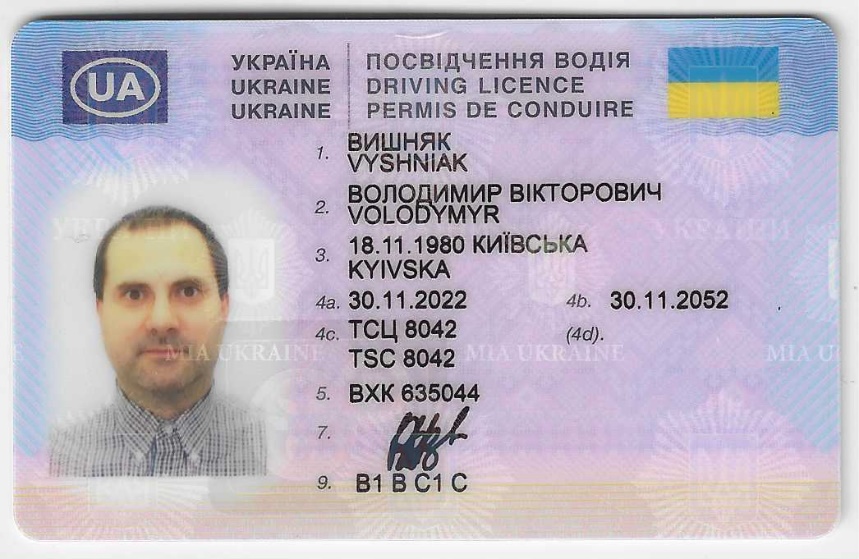 UA
УКРАЇНА
UKRAINE
UKRAINE
ПОСВІДЧЕННЯ ВОДІЯ
DRIVING LICENCE
PERMIS DE CONDUIRE
1. ВИШНЯК
VYSHNIAK
2. ВОЛОДИМИР ВІКТОРОВИЧ
VOLODYMYR
3. 18.11.1980 КИЇВСЬКА
KYIVSKA
4a. 30.11.2022 4b. 30.11.2052
4c. ТСЦ 8042 (4d).
TSC 8042
MIA UKRAINE MIA UKRAINE MIA U
5. BXK 635044
7.
9. B1 B C1 C